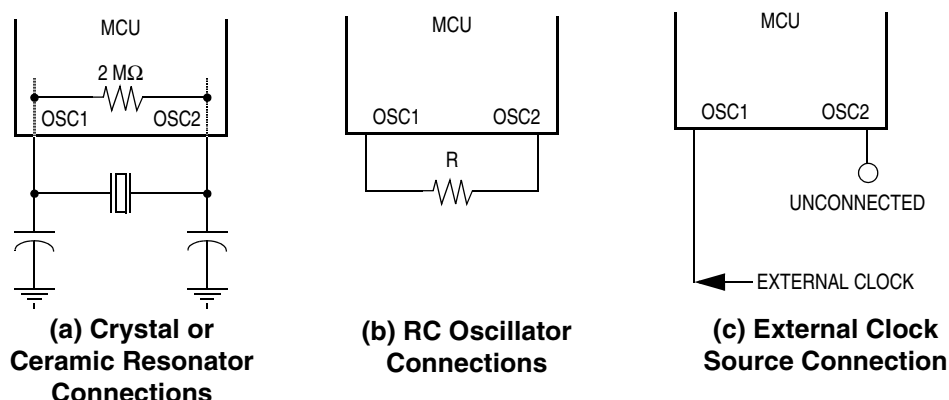 MCU
2 MΩ
OSC1 OSC2
(a) Crystal or
Ceramic Resonator
Connections
MCU
OSC1 OSC2
R
(b) RC Oscillator
Connections
MCU
OSC1 OSC2
UNCONNECTED
EXTERNAL CLOCK
(c) External Clock
Source Connection